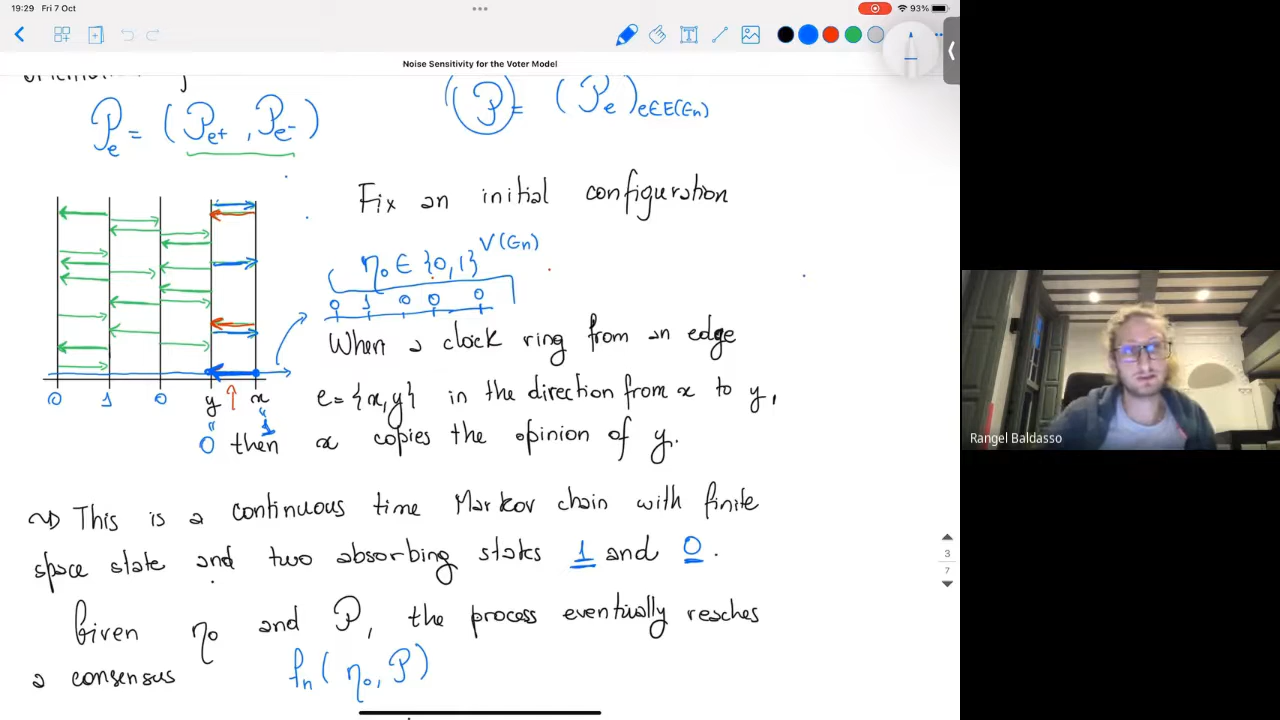 19:29 Fri 7 Oct
93%
Noise Sensitivity for the Voter Model
P_e = (P_e+, P_e-)
(P) = (P_e)_{e∈E(G_n)}
Fix an initial configuration
η_0 ∈ {0,1}^{V(G_n)}
0 1 0 0 0
When a clock ring from an edge
e = {x,y} in the direction from x to y,
0 1 0 y x
" "
0 1
then x copies the opinion of y.
~> This is a continuous time Markov chain with finite
space state and two absorbing states 1 and 0.
Given η_0 and P, the process eventually reaches
a consensus f_n(η_0, P)
3
7
Rangel Baldasso